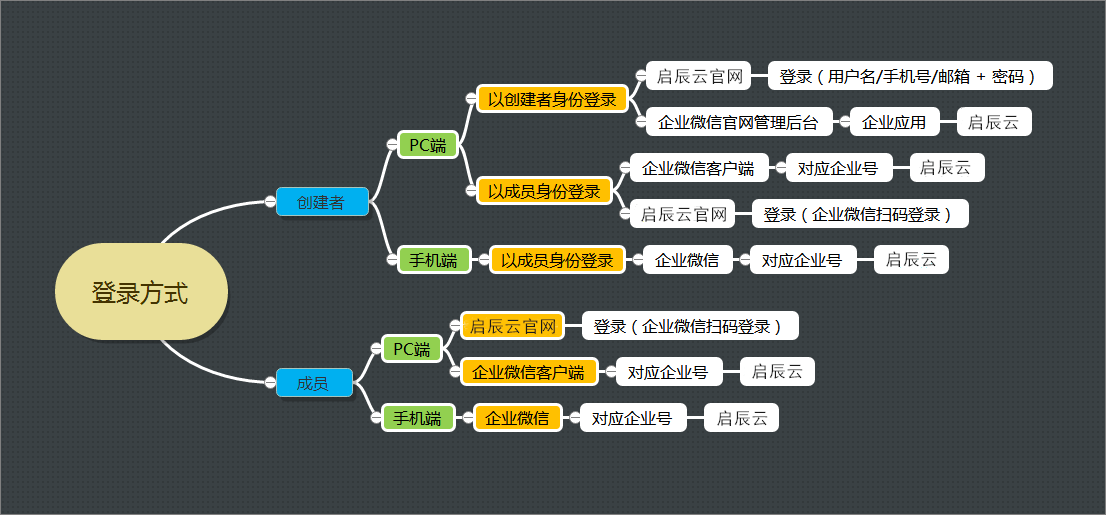 登录方式
创建者
PC端
以创建者身份登录
启辰云官网
登录（用户名/手机号/邮箱 + 密码）
企业微信官网管理后台
企业应用
启辰云
以成员身份登录
企业微信客户端
对应企业号
启辰云
启辰云官网
登录（企业微信扫码登录）
手机端
以成员身份登录
企业微信
对应企业号
启辰云
成员
PC端
启辰云官网
登录（企业微信扫码登录）
企业微信客户端
对应企业号
启辰云
手机端
企业微信
对应企业号
启辰云